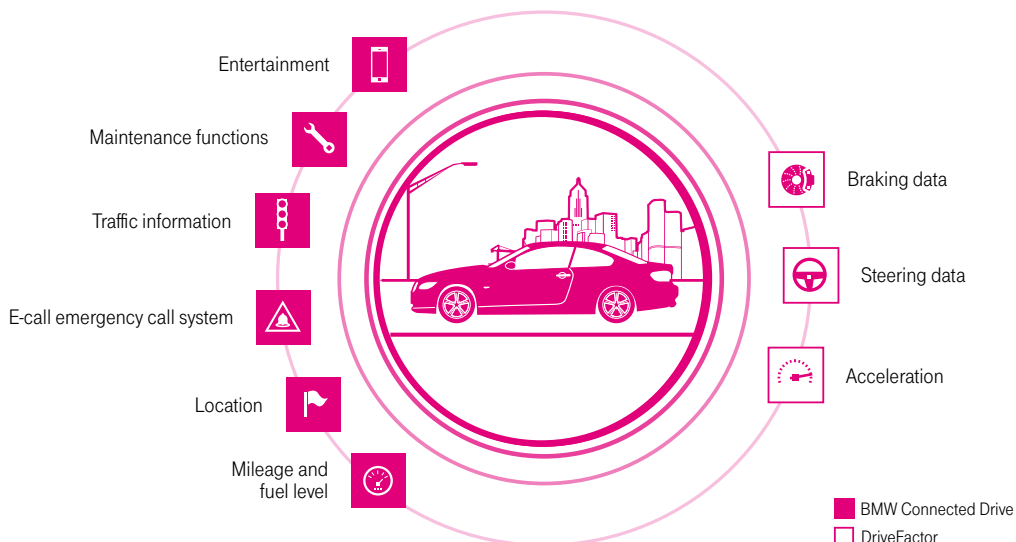 Entertainment
Maintenance functions
Traffic information
E-call emergency call system
Location
Mileage and
fuel level
Braking data
Steering data
Acceleration
BMW Connected Drive
DriveFactor